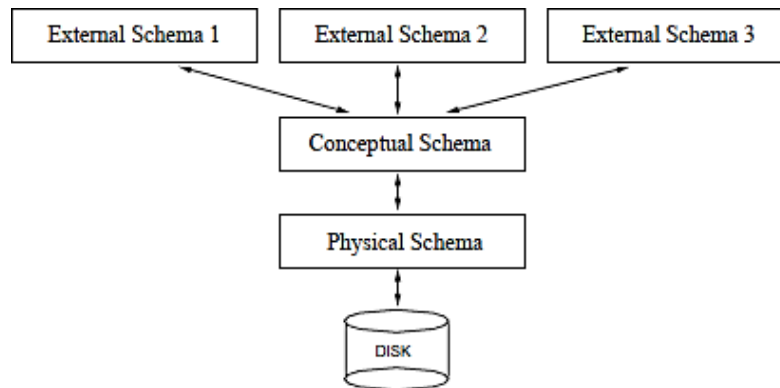 External Schema 1
External Schema 2
External Schema 3
Conceptual Schema
Physical Schema
DISK